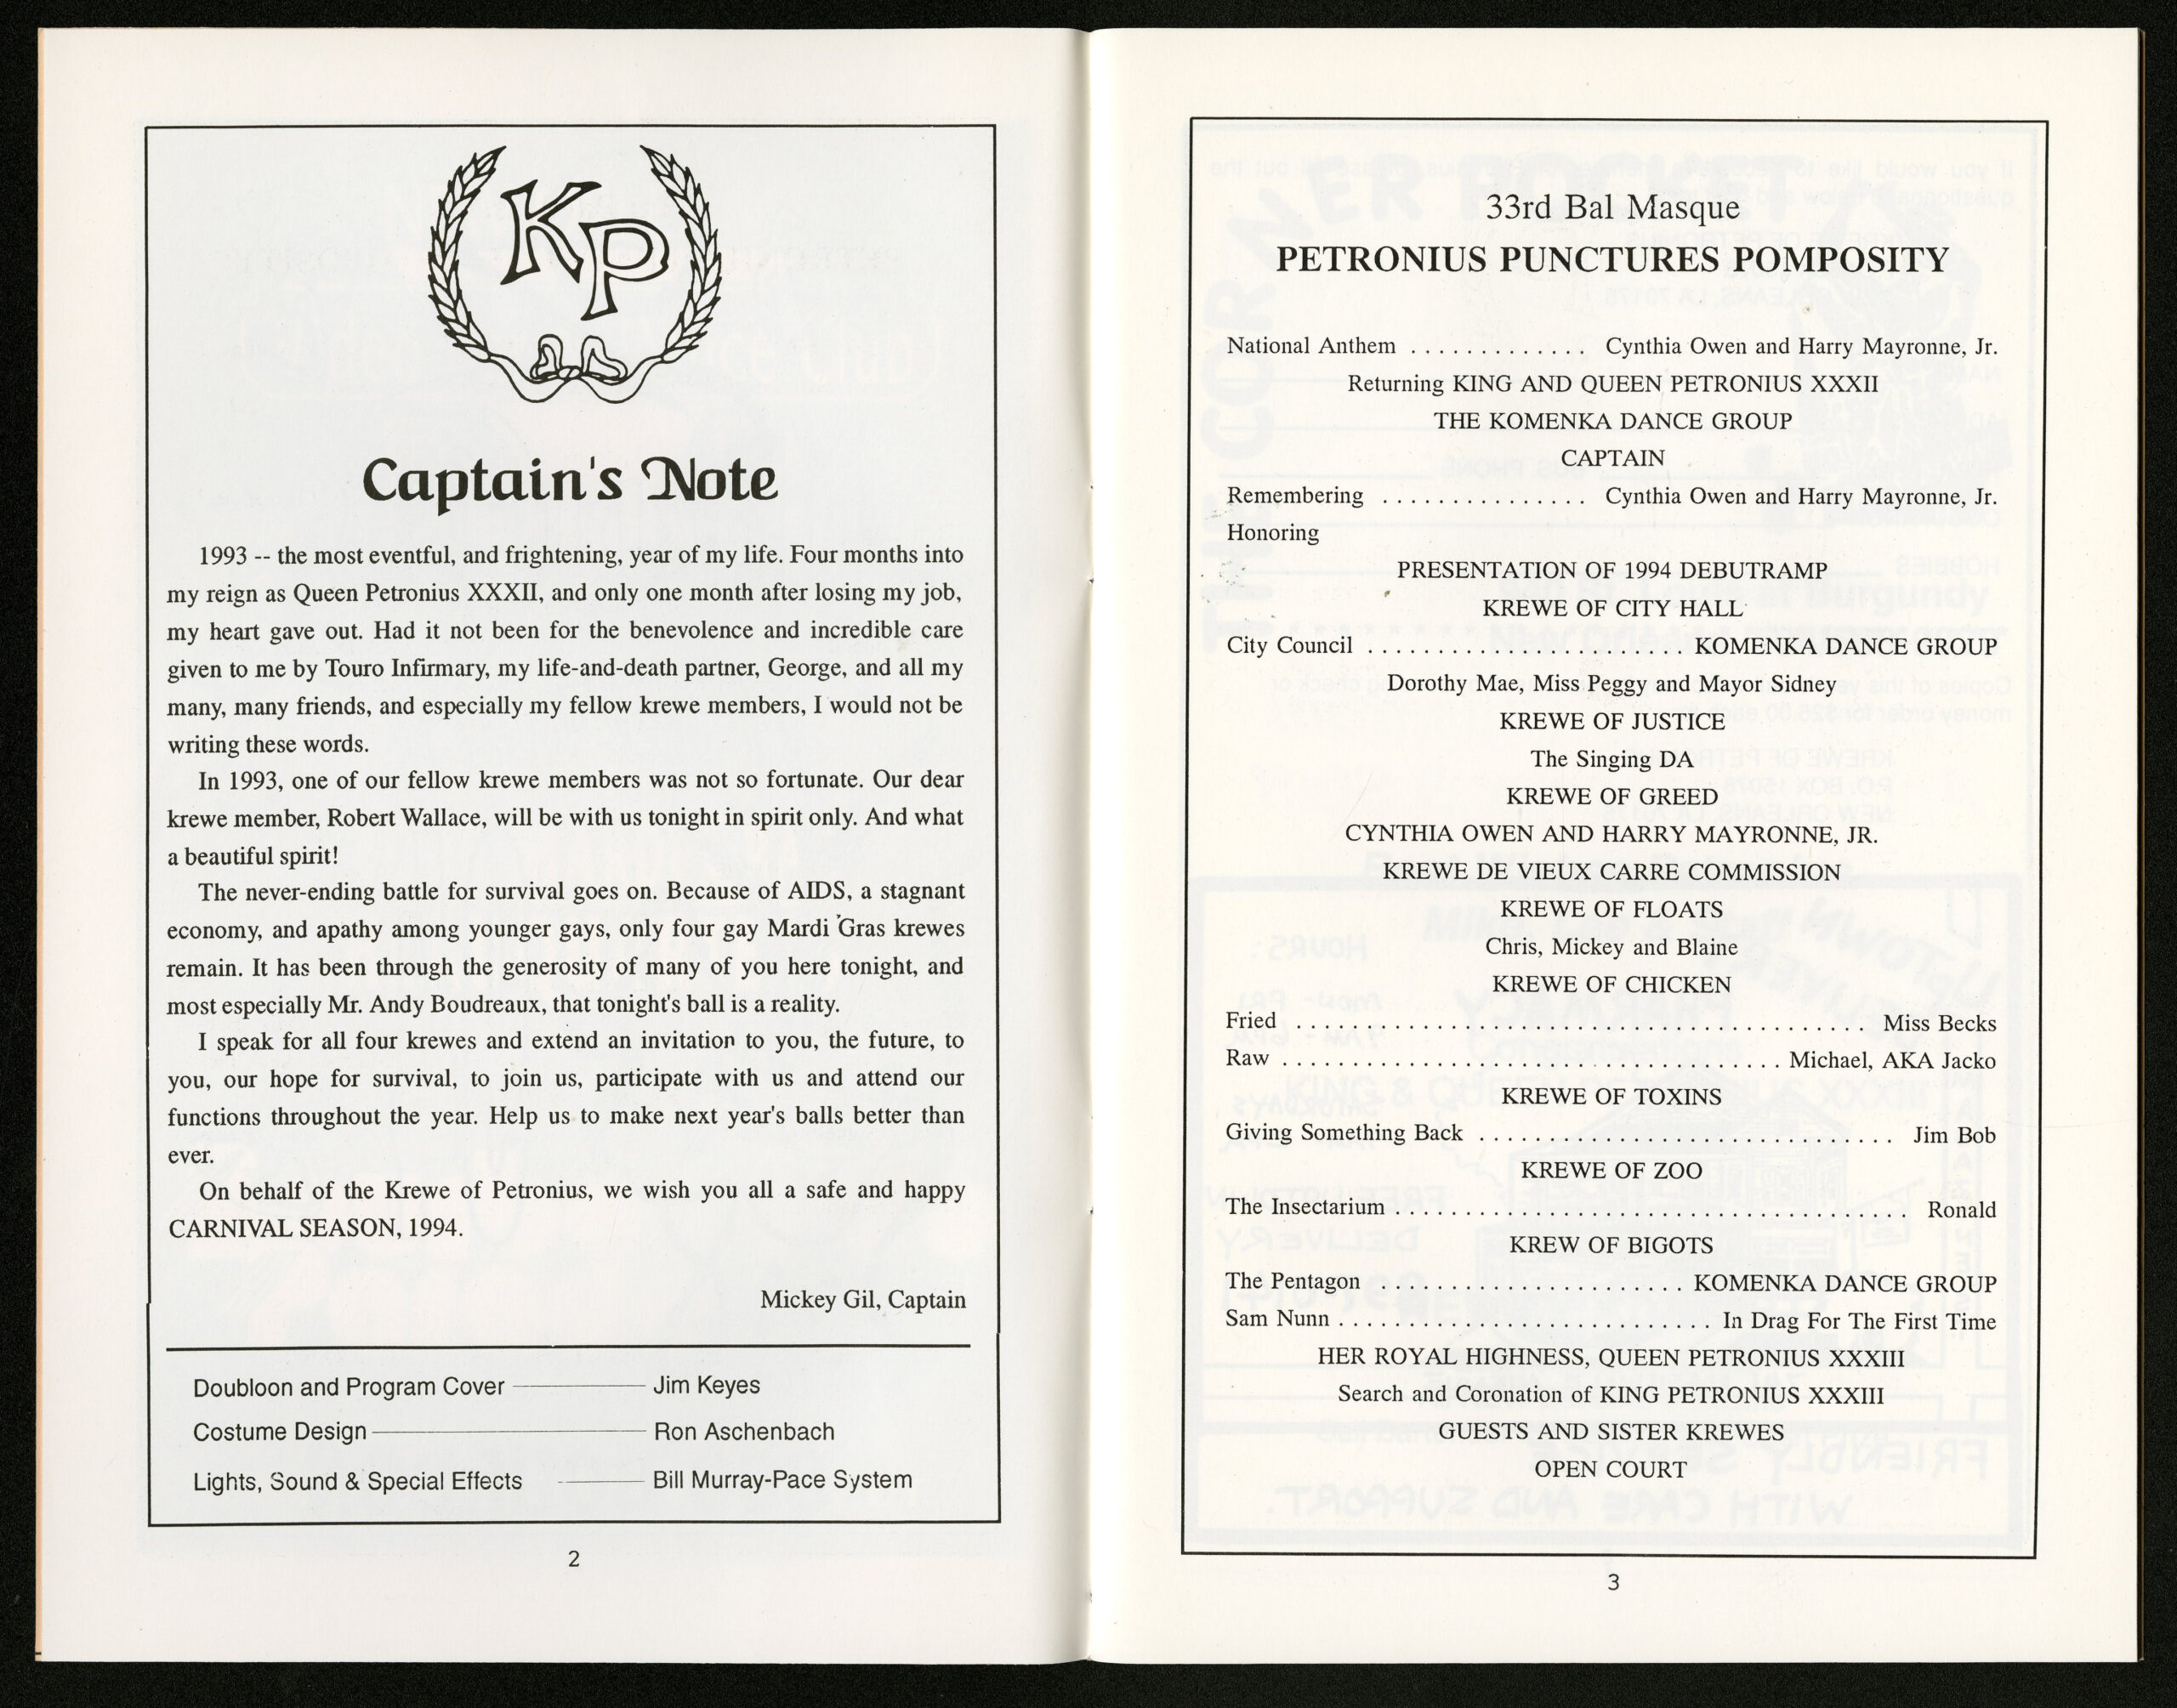 KP
Captain's Note
1993 -- the most eventful, and frightening, year of my life. Four months into
my reign as Queen Petronius XXXII, and only one month after losing my job,
my heart gave out. Had it not been for the benevolence and incredible care
given to me by Touro Infirmary, my life-and-death partner, George, and all my
many, many friends, and especially my fellow krewe members, I would not be
writing these words.
In 1993, one of our fellow krewe members was not so fortunate. Our dear
krewe member, Robert Wallace, will be with us tonight in spirit only. And what
a beautiful spirit!
The never-ending battle for survival goes on. Because of AIDS, a stagnant
economy, and apathy among younger gays, only four gay Mardi Gras krewes
remain. It has been through the generosity of many of you here tonight, and
most especially Mr. Andy Boudreaux, that tonight's ball is a reality.
I speak for all four krewes and extend an invitation to you, the future, to
you, our hope for survival, to join us, participate with us and attend our
functions throughout the year. Help us to make next year's balls better than
ever.
On behalf of the Krewe of Petronius, we wish you all a safe and happy
CARNIVAL SEASON, 1994.
Mickey Gil, Captain
Doubloon and Program Cover Jim Keyes
Costume Design Ron Aschenbach
Lights, Sound & Special Effects Bill Murray-Pace System
2
33rd Bal Masque
PETRONIUS PUNCTURES POMPOSITY
National Anthem ............. Cynthia Owen and Harry Mayronne, Jr.
Returning KING AND QUEEN PETRONIUS XXXII
THE KOMENKA DANCE GROUP
CAPTAIN
Remembering ............... Cynthia Owen and Harry Mayronne, Jr.
Honoring
PRESENTATION OF 1994 DEBUTRAMP
KREWE OF CITY HALL
City Council ....................... KOMENKA DANCE GROUP
Dorothy Mae, Miss Peggy and Mayor Sidney
KREWE OF JUSTICE
The Singing DA
KREWE OF GREED
CYNTHIA OWEN AND HARRY MAYRONNE, JR.
KREWE DE VIEUX CARRE COMMISSION
KREWE OF FLOATS
Chris, Mickey and Blaine
KREWE OF CHICKEN
Fried ......................................... Miss Becks
Raw .................................... Michael, AKA Jacko
KREWE OF TOXINS
Giving Something Back .............................. Jim Bob
KREWE OF ZOO
The Insectarium ..................................... Ronald
KREW OF BIGOTS
The Pentagon ...................... KOMENKA DANCE GROUP
Sam Nunn ........................... In Drag For The First Time
HER ROYAL HIGHNESS, QUEEN PETRONIUS XXXIII
Search and Coronation of KING PETRONIUS XXXIII
GUESTS AND SISTER KREWES
OPEN COURT
3